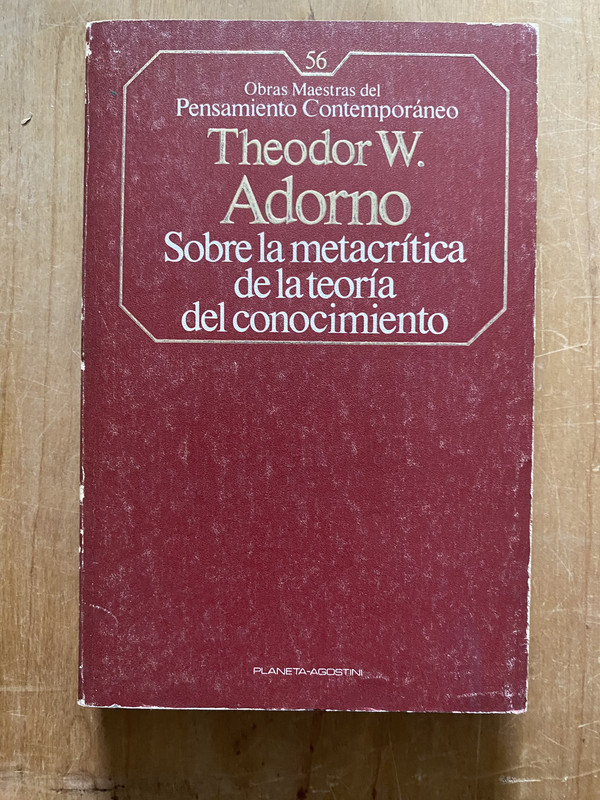 56
Obras Maestras del
Pensamiento Contemporáneo
Theodor W.
Adorno
Sobre la metacrítica
de la teoría
del conocimiento
PLANETA-AGOSTINI